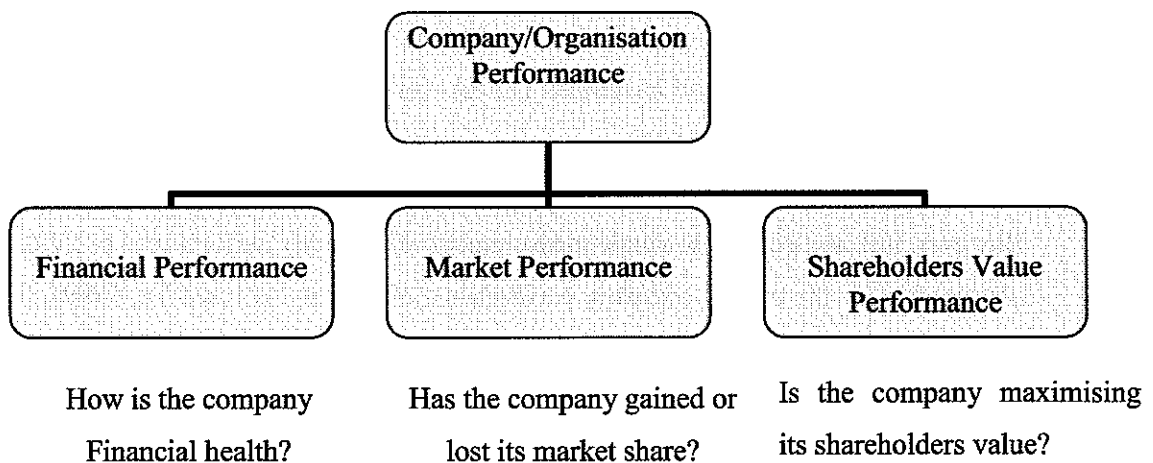 Company/Organisation
Performance
Financial Performance
Market Performance
Shareholders Value
Performance
How is the company
Financial health?
Has the company gained or
lost its market share?
Is the company maximising
its shareholders value?